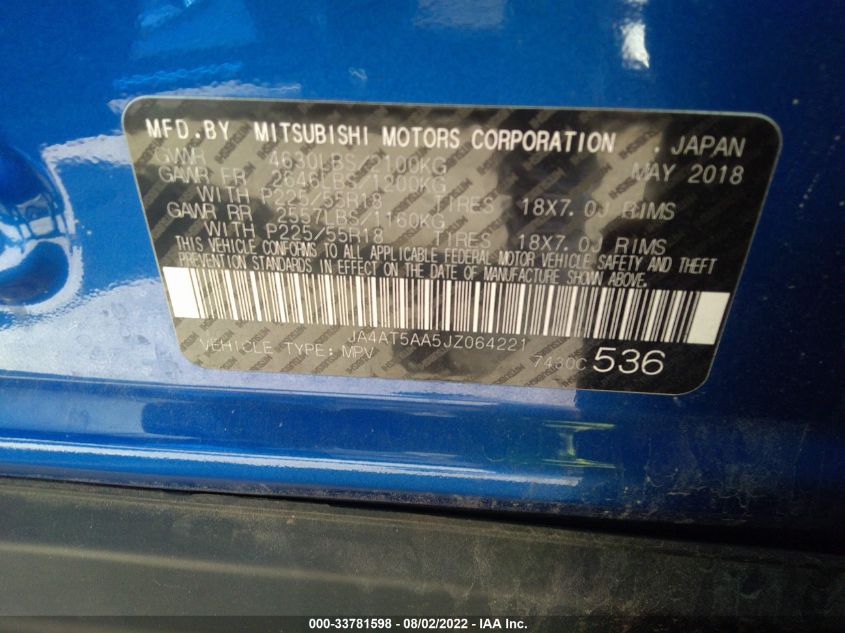 MFD.BY MITSUBISHI MOTORS CORPORATION . JAPAN
GVWR 4630LBS/2100KG MAY 2018
GAWR FR 2646LBS/1200KG
WITH P225/55R18 TIRES 18X7.0J RIMS
GAWR RR 2557LBS/1160KG
WITH P225/55R18 TIRES 18X7.0J RIMS
THIS VEHICLE CONFORMS TO ALL APPLICABLE FEDERAL MOTOR VEHICLE SAFETY AND THEFT
PREVENTION STANDARDS IN EFFECT ON THE DATE OF MANUFACTURE SHOWN ABOVE.
JA4AT5AA5JZ064221
VEHICLE TYPE: MPV 7430C 536
000-33781598 - 08/02/2022 - IAA Inc.